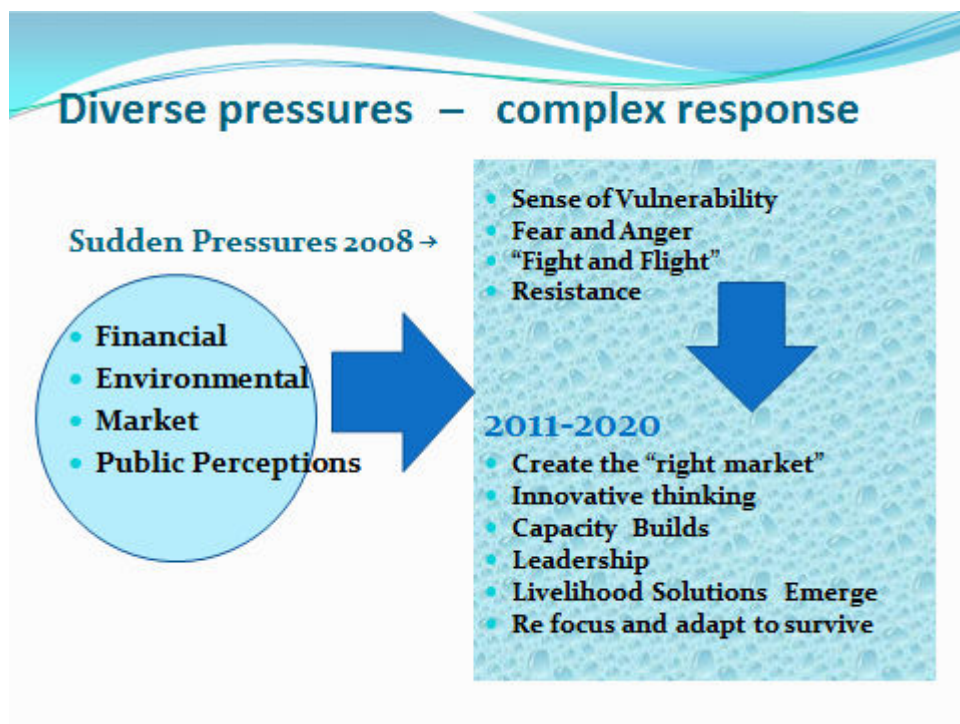 Diverse pressures – complex response
Sudden Pressures 2008 →
• Financial
• Environmental
• Market
• Public Perceptions
• Sense of Vulnerability
• Fear and Anger
• “Fight and Flight”
• Resistance
2011-2020
• Create the “right market”
• Innovative thinking
• Capacity Builds
• Leadership
• Livelihood Solutions Emerge
• Re focus and adapt to survive